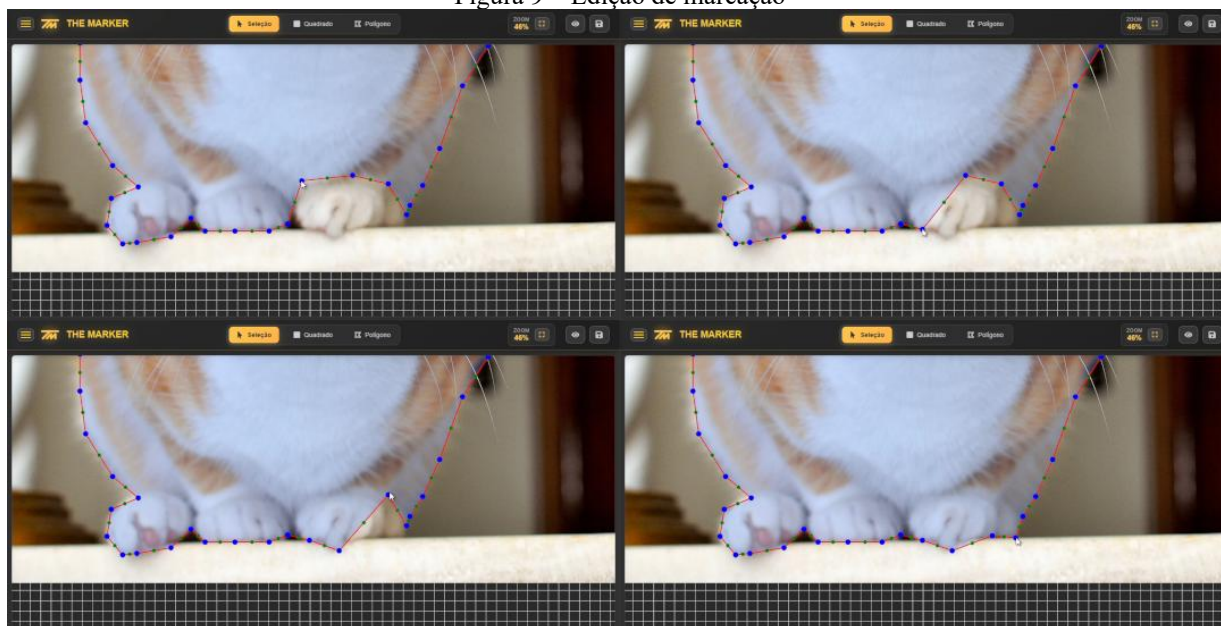 Figura 9 – Edição de marcação
THE MARKER Seleção Quadrado Polígono ZOOM 46%
THE MARKER Seleção Quadrado Polígono ZOOM 46%
THE MARKER Seleção Quadrado Polígono ZOOM 46%
THE MARKER Seleção Quadrado Polígono ZOOM 46%